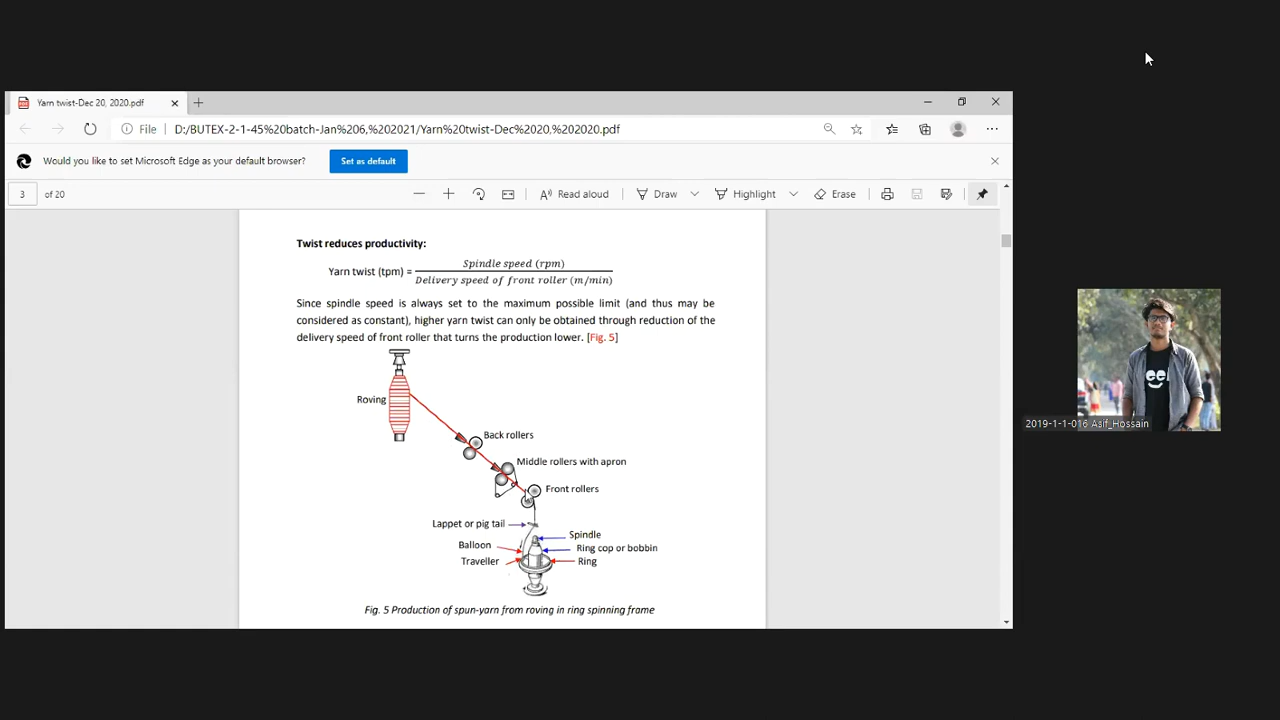 Yarn twist-Dec 20, 2020.pdf
File
D:/BUTEX-2-1-45%20batch-Jan%206,%202021/Yarn%20twist-Dec%2020,%202020.pdf
Would you like to set Microsoft Edge as your default browser?
Set as default
3 of 20
Read aloud
Draw
Highlight
Erase
Twist reduces productivity:
Yarn twist (tpm) = Spindle speed (rpm)
Delivery speed of front roller (m/min)
Since spindle speed is always set to the maximum possible limit (and thus may be
considered as constant), higher yarn twist can only be obtained through reduction of the
delivery speed of front roller that turns the production lower. [Fig. 5]
Roving
Back rollers
Middle rollers with apron
Front rollers
Lappet or pig tail
Spindle
Balloon
Ring cop or bobbin
Traveller
Ring
Fig. 5 Production of spun-yarn from roving in ring spinning frame
2019-1-1-016 Asif_Hossain